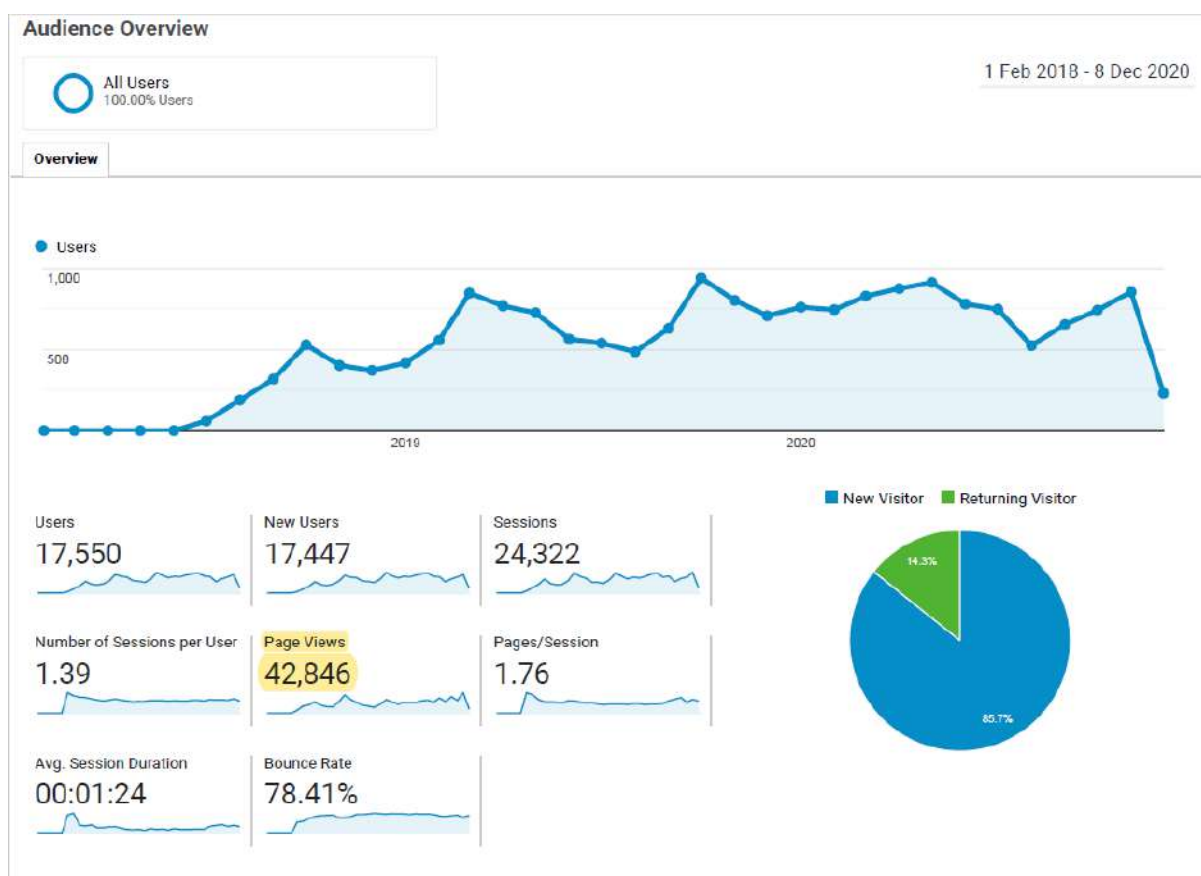 Audience Overview
All Users
100.00% Users
1 Feb 2018 - 8 Dec 2020
Overview
Users
1,000
500
2019
2020
New Visitor
Returning Visitor
Users
17,550
New Users
17,447
Sessions
24,322
Number of Sessions per User
1.39
Page Views
42,846
Pages/Session
1.76
Avg. Session Duration
00:01:24
Bounce Rate
78.41%
14.3%
85.7%